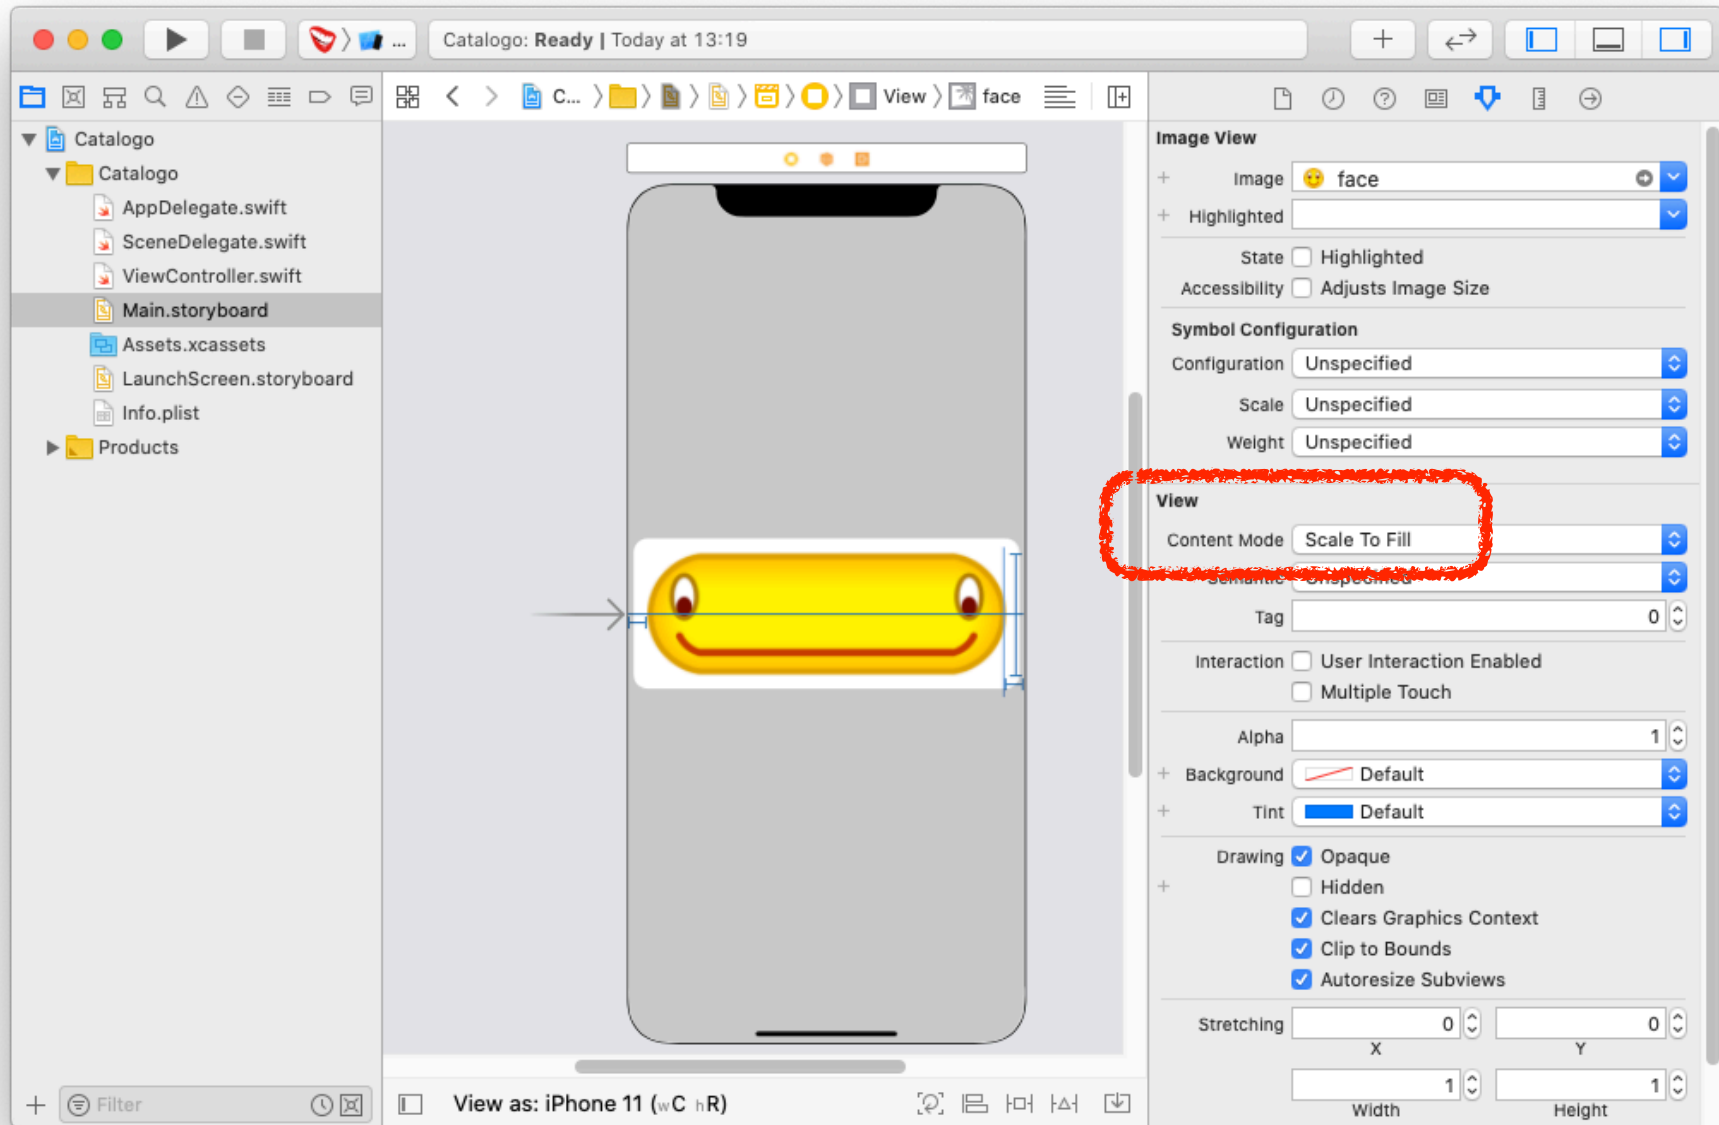 ... Catalogo: Ready | Today at 13:19
C... View face
Catalogo
Catalogo
AppDelegate.swift
SceneDelegate.swift
ViewController.swift
Main.storyboard
Assets.xcassets
LaunchScreen.storyboard
Info.plist
Products
Filter
View as: iPhone 11 (wC hR)
Image View
Image face
Highlighted
State Highlighted
Accessibility Adjusts Image Size
Symbol Configuration
Configuration Unspecified
Scale Unspecified
Weight Unspecified
View
Content Mode Scale To Fill
Semantic Unspecified
Tag 0
Interaction User Interaction Enabled
Multiple Touch
Alpha 1
Background Default
Tint Default
Drawing Opaque
Hidden
Clears Graphics Context
Clip to Bounds
Autoresize Subviews
Stretching 0 0
X Y
1 1
Width Height